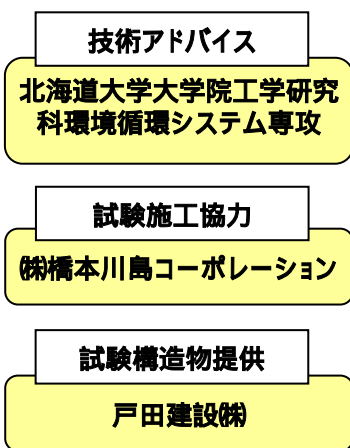 技術アドバイス
北海道大学大学院工学研究
科環境循環システム専攻
試験施工協力
㈱橋本川島コーポレーション
試験構造物提供
戸田建設㈱